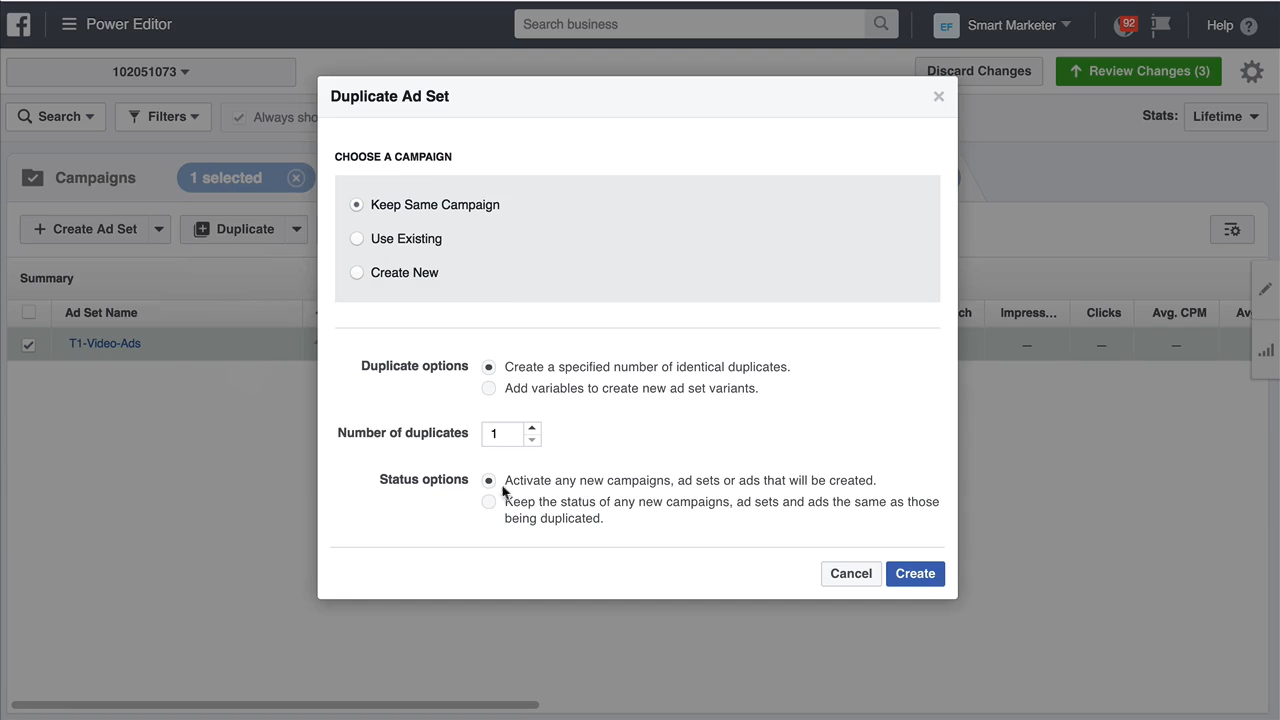 Power Editor
Search business
EF
Smart Marketer
92
Help ?
102051073
Discard Changes
Review Changes (3)
Search
Filters
Always sho
Stats:
Lifetime
Campaigns
1 selected
+ Create Ad Set
Duplicate
Summary
Ad Set Name
ch
Impress...
Clicks
Avg. CPM
Av
T1-Video-Ads
—
—
—
Duplicate Ad Set
CHOOSE A CAMPAIGN
Keep Same Campaign
Use Existing
Create New
Duplicate options
Create a specified number of identical duplicates.
Add variables to create new ad set variants.
Number of duplicates
1
Status options
Activate any new campaigns, ad sets or ads that will be created.
Keep the status of any new campaigns, ad sets and ads the same as those
being duplicated.
Cancel
Create